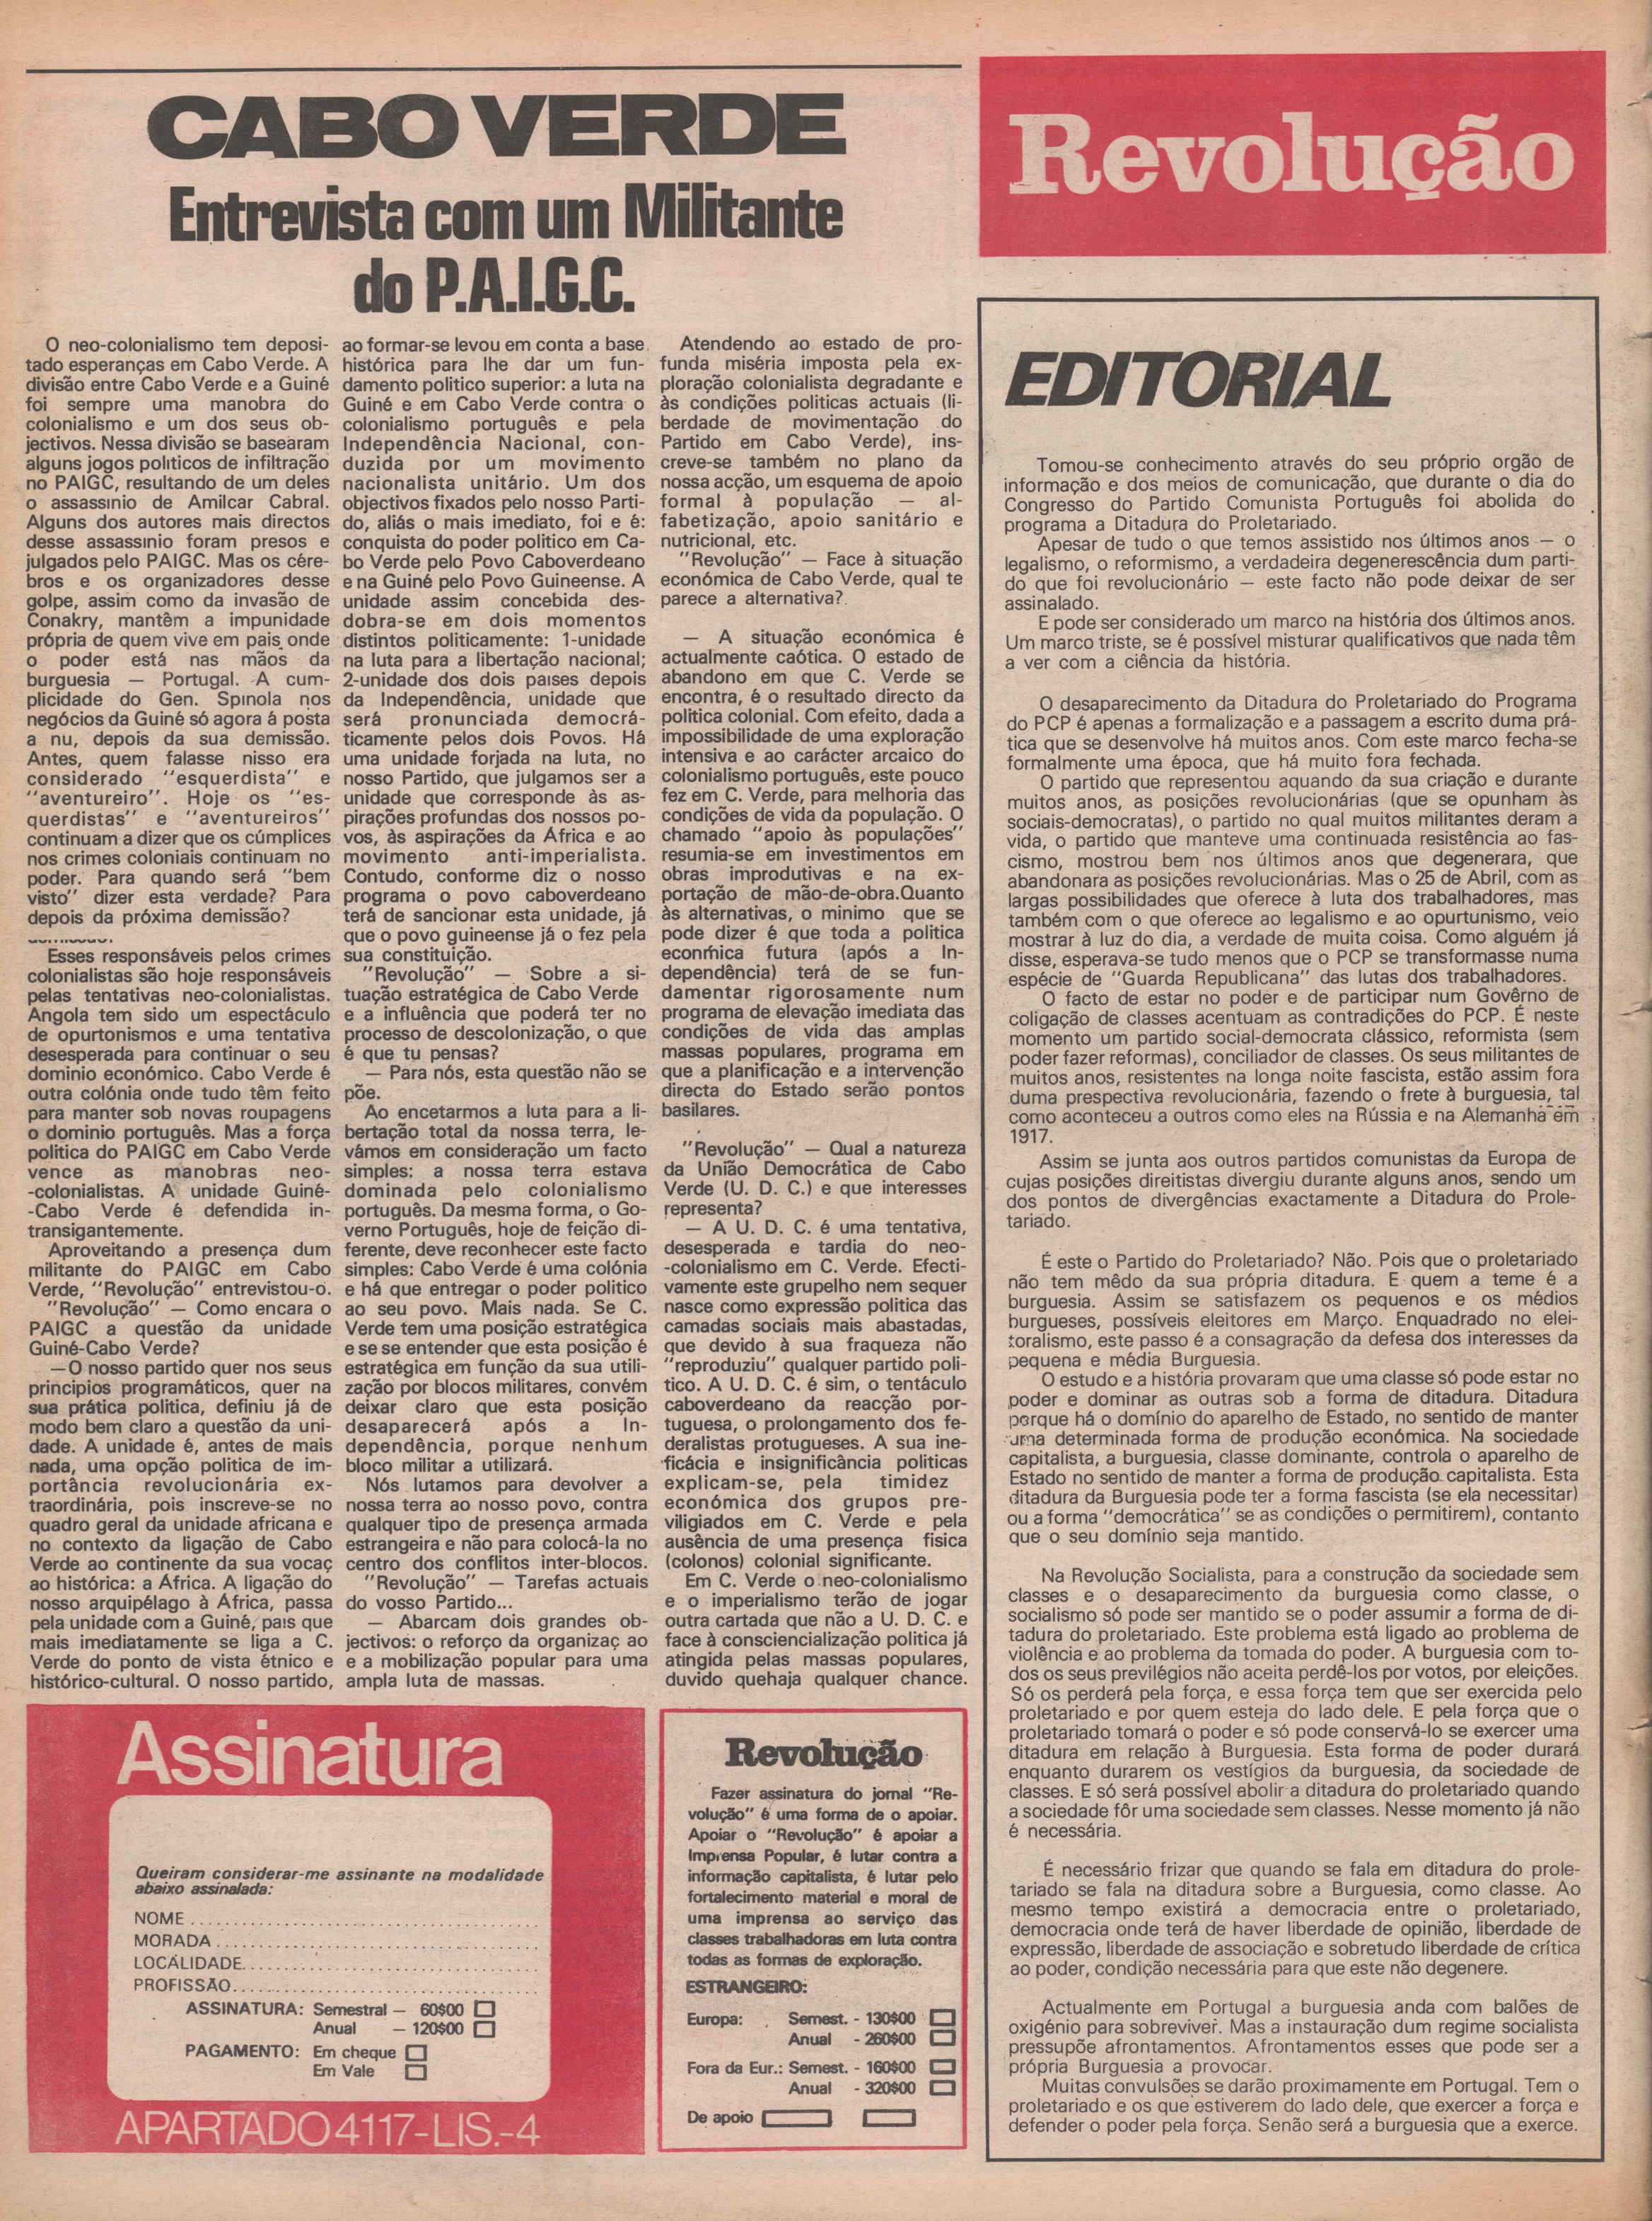 CABO VERDE
Entrevista com um Militante
do P.A.I.G.C.
O neo-colonialismo tem deposi-
tado esperanças em Cabo Verde. A
divisão entre Cabo Verde e a Guiné
foi sempre uma manobra do
colonialismo e um dos seus ob-
jectivos. Nessa divisão se basearam
alguns jogos politicos de infiltração
no PAIGC, resultando de um deles
o assassinio de Amilcar Cabral.
Alguns dos autores mais directos
desse assassinio foram presos e
julgados pelo PAIGC. Mas os cére-
bros e os organizadores desse
golpe, assim como da invasão de
Conakry, mantêm a impunidade
própria de quem vive em pais onde
o poder está nas mãos da
burguesia — Portugal. A cum-
plicidade do Gen. Spinola nos
negócios da Guiné só agora á posta
a nu, depois da sua demissão.
Antes, quem falasse nisso era
considerado "esquerdista" e
"aventureiro". Hoje os "es-
querdistas" e "aventureiros"
continuam a dizer que os cúmplices
nos crimes coloniais continuam no
poder. Para quando será "bem
visto" dizer esta verdade? Para
depois da próxima demissão?
Esses responsáveis pelos crimes
colonialistas são hoje responsáveis
pelas tentativas neo-colonialistas.
Angola tem sido um espectáculo
de opurtonismos e uma tentativa
desesperada para continuar o seu
dominio económico. Cabo Verde é
outra colónia onde tudo têm feito
para manter sob novas roupagens
o dominio português. Mas a força
politica do PAIGC em Cabo Verde
vence as manobras neo-
-colonialistas. A unidade Guiné-
-Cabo Verde é defendida in-
transigantemente.
Aproveitando a presença dum
militante do PAIGC em Cabo
Verde, "Revolução" entrevistou-o.
"Revolução" — Como encara o
PAIGC a questão da unidade
Guiné-Cabo Verde?
—O nosso partido quer nos seus
principios programáticos, quer na
sua prática politica, definiu já de
modo bem claro a questão da uni-
dade. A unidade é, antes de mais
nada, uma opção politica de im-
portância revolucionária ex-
traordinária, pois inscreve-se no
quadro geral da unidade africana e
no contexto da ligação de Cabo
Verde ao continente da sua vocaç
ao histórica: a África. A ligação do
nosso arquipélago à África, passa
pela unidade com a Guiné, pais que
mais imediatamente se liga a C.
Verde do ponto de vista étnico e
histórico-cultural. O nosso partido,
ao formar-se levou em conta a base
histórica para lhe dar um fun-
damento politico superior: a luta na
Guiné e em Cabo Verde contra o
colonialismo português e pela
Independência Nacional, con-
duzida por um movimento
nacionalista unitário. Um dos
objectivos fixados pelo nosso Parti-
do, aliás o mais imediato, foi e é:
conquista do poder politico em Ca-
bo Verde pelo Povo Caboverdeano
e na Guiné pelo Povo Guineense. A
unidade assim concebida des-
dobra-se em dois momentos
distintos politicamente: 1-unidade
na luta para a libertação nacional;
2-unidade dos dois paises depois
da Independência, unidade que
será pronunciada democrá-
ticamente pelos dois Povos. Há
uma unidade forjada na luta, no
nosso Partido, que julgamos ser a
unidade que corresponde às as-
pirações profundas dos nossos po-
vos, às aspirações da África e ao
movimento anti-imperialista.
Contudo, conforme diz o nosso
programa o povo caboverdeano
terá de sancionar esta unidade, já
que o povo guineense já o fez pela
sua constituição.
"Revolução" — Sobre a si-
tuação estratégica de Cabo Verde
e a influência que poderá ter no
processo de descolonização, o que
é que tu pensas?
— Para nós, esta questão não se
põe.
Ao encetarmos a luta para a li-
bertação total da nossa terra, le-
vámos em consideração um facto
simples: a nossa terra estava
dominada pelo colonialismo
português. Da mesma forma, o Go-
verno Português, hoje de feição di-
ferente, deve reconhecer este facto
simples: Cabo Verde é uma colónia
e há que entregar o poder politico
ao seu povo. Mais nada. Se C.
Verde tem uma posição estratégica
e se se entender que esta posição é
estratégica em função da sua utili-
zação por blocos militares, convém
deixar claro que esta posição
desaparecerá após a In-
dependência, porque nenhum
bloco militar a utilizará.
Nós lutamos para devolver a
nossa terra ao nosso povo, contra
qualquer tipo de presença armada
estrangeira e não para colocá-la no
centro dos conflitos inter-blocos.
"Revolução" — Tarefas actuais
do vosso Partido...
— Abarcam dois grandes ob-
jectivos: o reforço da organizaç ao
e a mobilização popular para uma
ampla luta de massas.
Atendendo ao estado de pro-
funda miséria imposta pela ex-
ploração colonialista degradante e
às condições politicas actuais (li-
berdade de movimentação do
Partido em Cabo Verde), ins-
creve-se também no plano da
nossa acção, um esquema de apoio
formal à população — al-
fabetização, apoio sanitário e
nutricional, etc.
"Revolução" — Face à situação
económica de Cabo Verde, qual te
parece a alternativa?
— A situação económica é
actualmente caótica. O estado de
abandono em que C. Verde se
encontra, é o resultado directo da
politica colonial. Com efeito, dada a
impossibilidade de uma exploração
intensiva e ao carácter arcaico do
colonialismo português, este pouco
fez em C. Verde, para melhoria das
condições de vida da população. O
chamado "apoio às populações"
resumia-se em investimentos em
obras improdutivas e na ex-
portação de mão-de-obra.Quanto
às alternativas, o minimo que se
pode dizer é que toda a politica
econmica futura (após a In-
dependência) terá de se fun-
damentar rigorosamente num
programa de elevação imediata das
condições de vida das amplas
massas populares, programa em
que a planificação e a intervenção
directa do Estado serão pontos
basilares.
"Revolução" — Qual a natureza
da União Democrática de Cabo
Verde (U. D. C.) e que interesses
representa?
— A U. D. C. é uma tentativa,
desesperada e tardia do neo-
-colonialismo em C. Verde. Efecti-
vamente este grupelho nem sequer
nasce como expressão politica das
camadas sociais mais abastadas,
que devido à sua fraqueza não
"reproduziu" qualquer partido poli-
tico. A U. D. C. é sim, o tentáculo
caboverdeano da reacção por-
tuguesa, o prolongamento dos fe-
deralistas protugueses. A sua ine-
ficácia e insignificância politicas
explicam-se, pela timidez
económica dos grupos pre-
viligiados em C. Verde e pela
ausência de uma presença fisica
(colonos) colonial significante.
Em C. Verde o neo-colonialismo
e o imperialismo terão de jogar
outra cartada que não a U. D. C. e
face à consciencialização politica já
atingida pelas massas populares,
duvido quehaja qualquer chance.
Assinatura
Queiram considerar-me assinante na modalidade
abaixo assinalada:
NOME
MORADA
LOCALIDADE
PROFISSÃO
ASSINATURA: Semestral — 60$00
Anual — 120$00
PAGAMENTO: Em cheque
Em Vale
APARTADO 4117-LIS.-4
Revolução
Fazer assinatura do jornal "Re-
volução" é uma forma de o apoiar.
Apoiar o "Revolução" é apoiar a
Imprensa Popular, é lutar contra a
informação capitalista, é lutar pelo
fortalecimento material e moral de
uma imprensa ao serviço das
classes trabalhadoras em luta contra
todas as formas de exploração.
ESTRANGEIRO:
Europa: Semest. - 130$00
Anual - 260$00
Fora da Eur.: Semest. - 160$00
Anual - 320$00
De apoio
Revolução
EDITORIAL
Tomou-se conhecimento através do seu próprio orgão de
informação e dos meios de comunicação, que durante o dia do
Congresso do Partido Comunista Português foi abolida do
programa a Ditadura do Proletariado.
Apesar de tudo o que temos assistido nos últimos anos — o
legalismo, o reformismo, a verdadeira degenerescência dum parti-
do que foi revolucionário — este facto não pode deixar de ser
assinalado.
E pode ser considerado um marco na história dos últimos anos.
Um marco triste, se é possível misturar qualificativos que nada têm
a ver com a ciência da história.
O desaparecimento da Ditadura do Proletariado do Programa
do PCP é apenas a formalização e a passagem a escrito duma prá-
tica que se desenvolve há muitos anos. Com este marco fecha-se
formalmente uma época, que há muito fora fechada.
O partido que representou aquando da sua criação e durante
muitos anos, as posições revolucionárias (que se opunham às
sociais-democratas), o partido no qual muitos militantes deram a
vida, o partido que manteve uma continuada resistência ao fas-
cismo, mostrou bem nos últimos anos que degenerara, que
abandonara as posições revolucionárias. Mas o 25 de Abril, com as
largas possibilidades que oferece à luta dos trabalhadores, mas
também com o que oferece ao legalismo e ao opurtunismo, veio
mostrar à luz do dia, a verdade de muita coisa. Como alguém já
disse, esperava-se tudo menos que o PCP se transformasse numa
espécie de "Guarda Republicana" das lutas dos trabalhadores.
O facto de estar no poder e de participar num Govêrno de
coligação de classes acentuam as contradições do PCP. É neste
momento um partido social-democrata clássico, reformista (sem
poder fazer reformas), conciliador de classes. Os seus militantes de
muitos anos, resistentes na longa noite fascista, estão assim fora
duma prespectiva revolucionária, fazendo o frete à burguesia, tal
como aconteceu a outros como eles na Rússia e na Alemanha em
1917.
Assim se junta aos outros partidos comunistas da Europa de
cujas posições direitistas divergiu durante alguns anos, sendo um
dos pontos de divergências exactamente a Ditadura do Prole-
tariado.
É este o Partido do Proletariado? Não. Pois que o proletariado
não tem mêdo da sua própria ditadura. E quem a teme é a
burguesia. Assim se satisfazem os pequenos e os médios
burgueses, possíveis eleitores em Março. Enquadrado no elei-
toralismo, este passo é a consagração da defesa dos interesses da
pequena e média Burguesia.
O estudo e a história provaram que uma classe só pode estar no
poder e dominar as outras sob a forma de ditadura. Ditadura
porque há o domínio do aparelho de Estado, no sentido de manter
uma determinada forma de produção económica. Na sociedade
capitalista, a burguesia, classe dominante, controla o aparelho de
Estado no sentido de manter a forma de produção capitalista. Esta
ditadura da Burguesia pode ter a forma fascista (se ela necessitar)
ou a forma "democrática" se as condições o permitirem), contanto
que o seu domínio seja mantido.
Na Revolução Socialista, para a construção da sociedade sem
classes e o desaparecimento da burguesia como classe, o
socialismo só pode ser mantido se o poder assumir a forma de di-
tadura do proletariado. Este problema está ligado ao problema de
violência e ao problema da tomada do poder. A burguesia com to-
dos os seus previlégios não aceita perdê-los por votos, por eleições.
Só os perderá pela força, e essa força tem que ser exercida pelo
proletariado e por quem esteja do lado dele. E pela força que o
proletariado tomará o poder e só pode conservá-lo se exercer uma
ditadura em relação à Burguesia. Esta forma de poder durará
enquanto durarem os vestígios da burguesia, da sociedade de
classes. E só será possível abolir a ditadura do proletariado quando
a sociedade fôr uma sociedade sem classes. Nesse momento já não
é necessária.
É necessário frizar que quando se fala em ditadura do prole-
tariado se fala na ditadura sobre a Burguesia, como classe. Ao
mesmo tempo existirá a democracia entre o proletariado,
democracia onde terá de haver liberdade de opinião, liberdade de
expressão, liberdade de associação e sobretudo liberdade de crítica
ao poder, condição necessária para que este não degenere.
Actualmente em Portugal a burguesia anda com balões de
oxigénio para sobreviver. Mas a instauração dum regime socialista
pressupõe afrontamentos. Afrontamentos esses que pode ser a
própria Burguesia a provocar.
Muitas convulsões se darão proximamente em Portugal. Tem o
proletariado e os que estiverem do lado dele, que exercer a força e
defender o poder pela força. Senão será a burguesia que a exerce.